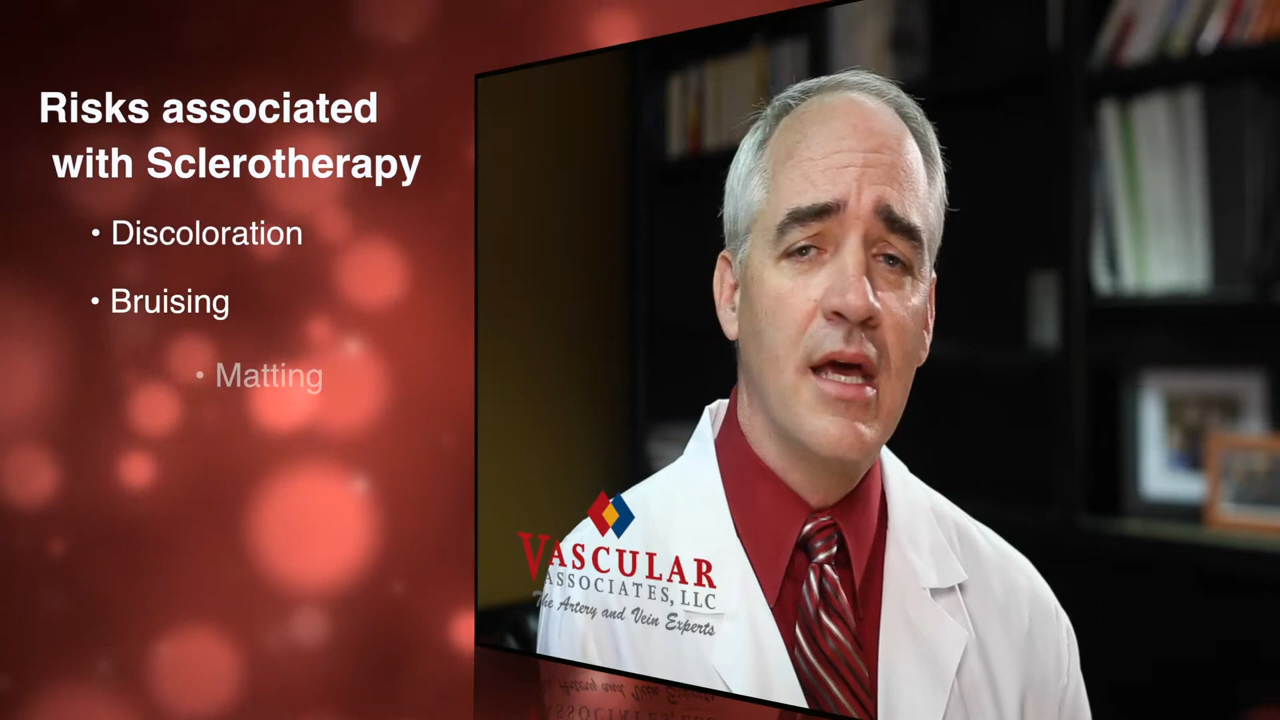 Risks associated
with Sclerotherapy
• Discoloration
• Bruising
• Matting
VASCULAR
ASSOCIATES, LLC
The Artery and Vein Experts